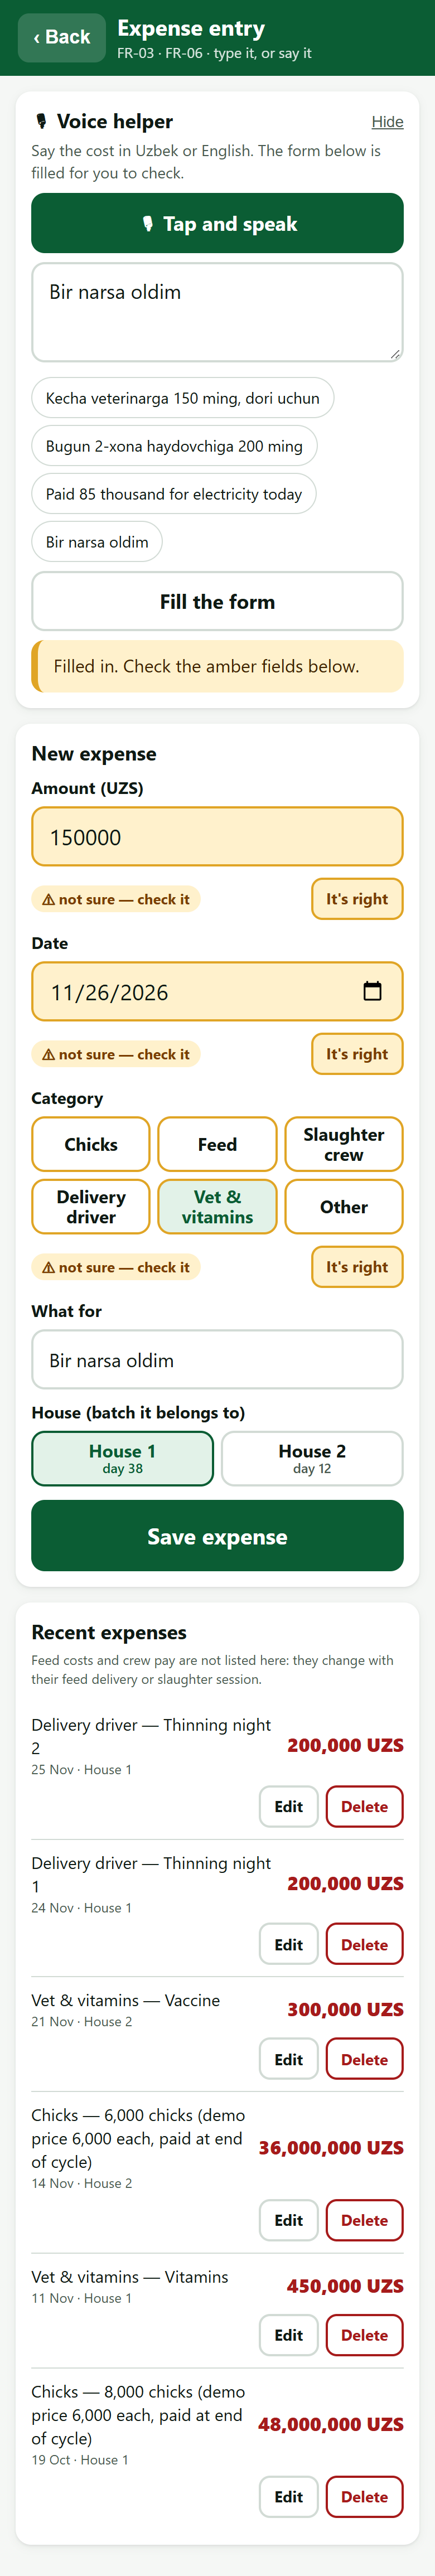 ‹ Back
Expense entry
FR-03 · FR-06 · type it, or say it
🎙 Voice helper
Hide
Say the cost in Uzbek or English. The form below is
filled for you to check.
🎙 Tap and speak
Bir narsa oldim
Kecha veterinarga 150 ming, dori uchun
Bugun 2-xona haydovchiga 200 ming
Paid 85 thousand for electricity today
Bir narsa oldim
Fill the form
Filled in. Check the amber fields below.
New expense
Amount (UZS)
150000
⚠ not sure — check it
It's right
Date
11/26/2026
⚠ not sure — check it
It's right
Category
Chicks
Feed
Slaughter
crew
Delivery
driver
Vet &
vitamins
Other
⚠ not sure — check it
It's right
What for
Bir narsa oldim
House (batch it belongs to)
House 1
day 38
House 2
day 12
Save expense
Recent expenses
Feed costs and crew pay are not listed here: they change with
their feed delivery or slaughter session.
Delivery driver — Thinning night
2
200,000 UZS
25 Nov · House 1
Edit
Delete
Delivery driver — Thinning night
1
200,000 UZS
24 Nov · House 1
Edit
Delete
Vet & vitamins — Vaccine
300,000 UZS
21 Nov · House 2
Edit
Delete
Chicks — 6,000 chicks (demo
price 6,000 each, paid at end
of cycle)
36,000,000 UZS
14 Nov · House 2
Edit
Delete
Vet & vitamins — Vitamins
450,000 UZS
11 Nov · House 1
Edit
Delete
Chicks — 8,000 chicks (demo
price 6,000 each, paid at end
of cycle)
48,000,000 UZS
19 Oct · House 1
Edit
Delete